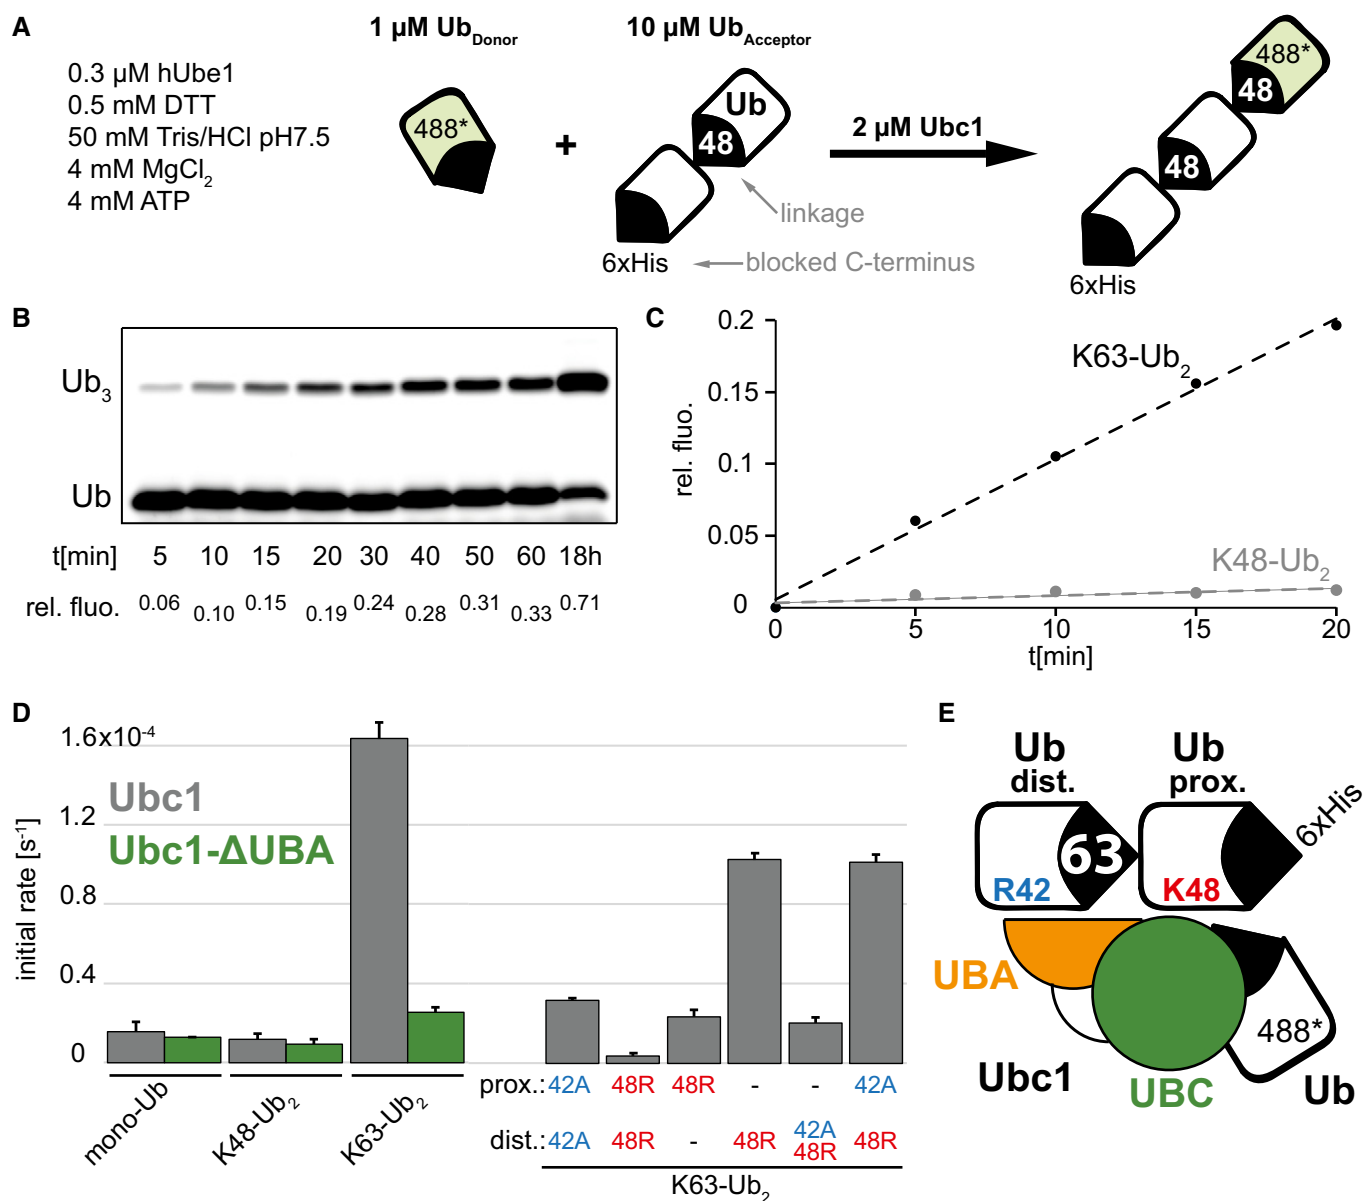 A
1 µM Ub Donor
10 µM Ub Acceptor
0.3 µM hUbe1
0.5 mM DTT
50 mM Tris/HCl pH7.5
4 mM MgCl2
4 mM ATP
488*
+
Ub
48
6xHis
linkage
blocked C-terminus
2 µM Ubc1
488*
48
48
6xHis
B
Ub3
Ub
t[min] 5 10 15 20 30 40 50 60 18h
rel. fluo. 0.06 0.10 0.15 0.19 0.24 0.28 0.31 0.33 0.71
C
rel. fluo.
0.2
0.15
0.1
0.05
0
K63-Ub2
K48-Ub2
0 5 10 15 20
t[min]
D
initial rate [s-1]
1.6x10-4
1.2
0.8
0.4
0
Ubc1
Ubc1-ΔUBA
mono-Ub
K48-Ub2
K63-Ub2
prox.: 42A 48R 48R - - 42A
dist.: 42A 48R - 48R 42A 48R 48R
K63-Ub2
E
Ub dist.
Ub prox.
6xHis
63
R42
K48
UBA
Ubc1
UBC
488*
Ub